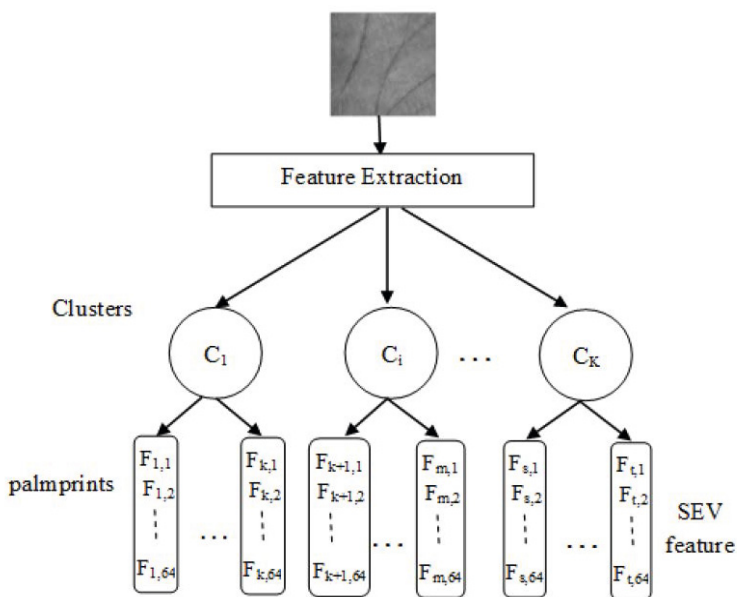 Feature Extraction
Clusters
C1 Ci ... CK
palmprints
F1,1 Fk,1 Fk+1,1 Fm,1 Fs,1 Ft,1
F1,2 Fk,2 Fk+1,2 Fm,2 Fs,2 Ft,2
... ... ...
F1,64 Fk,64 Fk+1,64 Fm,64 Fs,64 Ft,64
SEV
feature